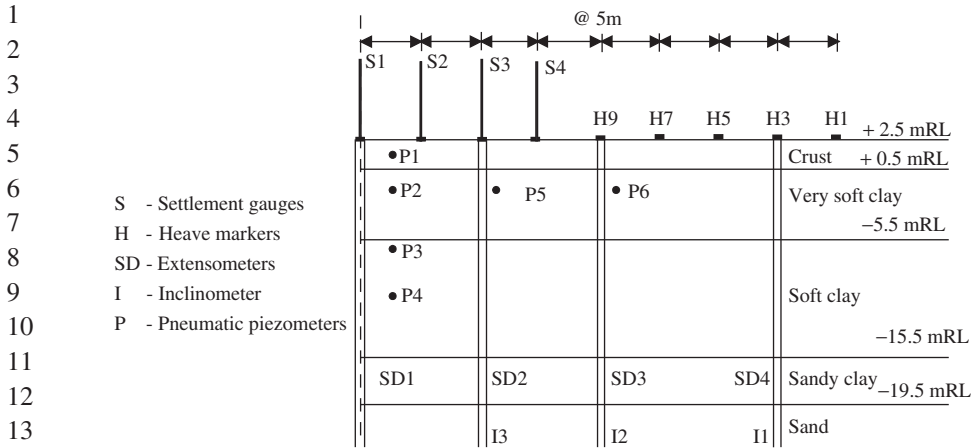 1
@ 5m
2
S1 S2 S3 S4
3
4
H9 H7 H5 H3 H1
+ 2.5 mRL
5
P1
Crust + 0.5 mRL
6
P2 P5 P6
Very soft clay
S - Settlement gauges
7
−5.5 mRL
H - Heave markers
8
P3
SD - Extensometers
9
I - Inclinometer
P4
Soft clay
10
P - Pneumatic piezometers
−15.5 mRL
11
SD1 SD2 SD3 SD4 Sandy clay −19.5 mRL
12
13
I3 I2 I1 Sand